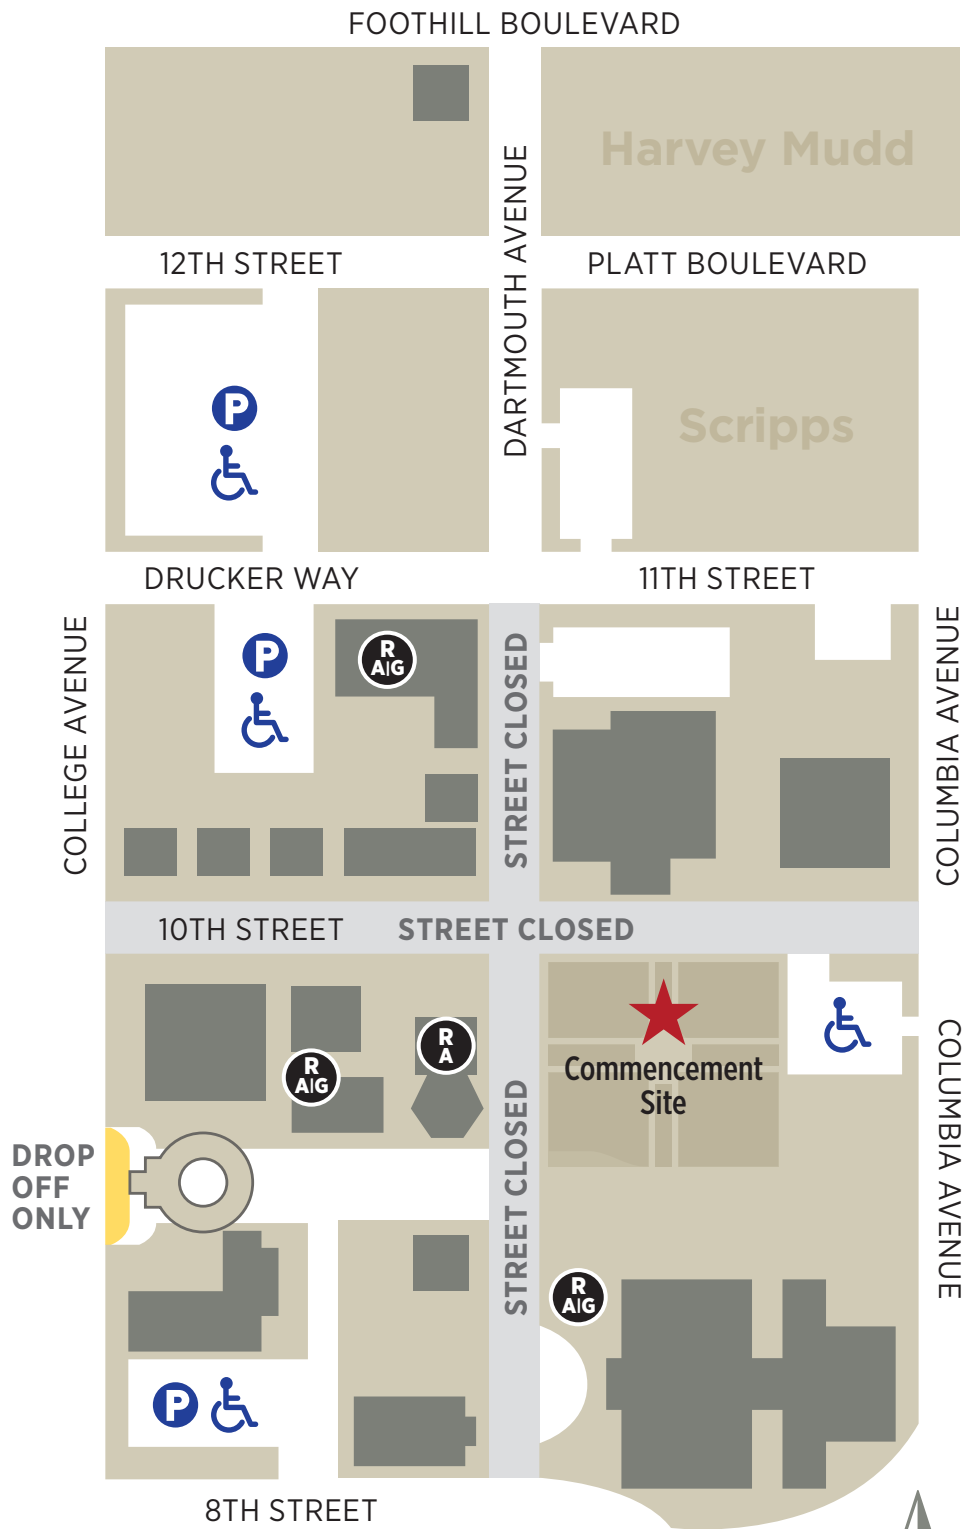 FOOTHILL BOULEVARD
Harvey Mudd
DARTMOUTH AVENUE
12TH STREET
PLATT BOULEVARD
P
Scripps
DRUCKER WAY
11TH STREET
COLLEGE AVENUE
P
R
A|G
STREET CLOSED
COLUMBIA AVENUE
10TH STREET
STREET CLOSED
R
A|G
R
A
Commencement
Site
STREET CLOSED
COLUMBIA AVENUE
DROP
OFF
ONLY
R
A|G
P
8TH STREET